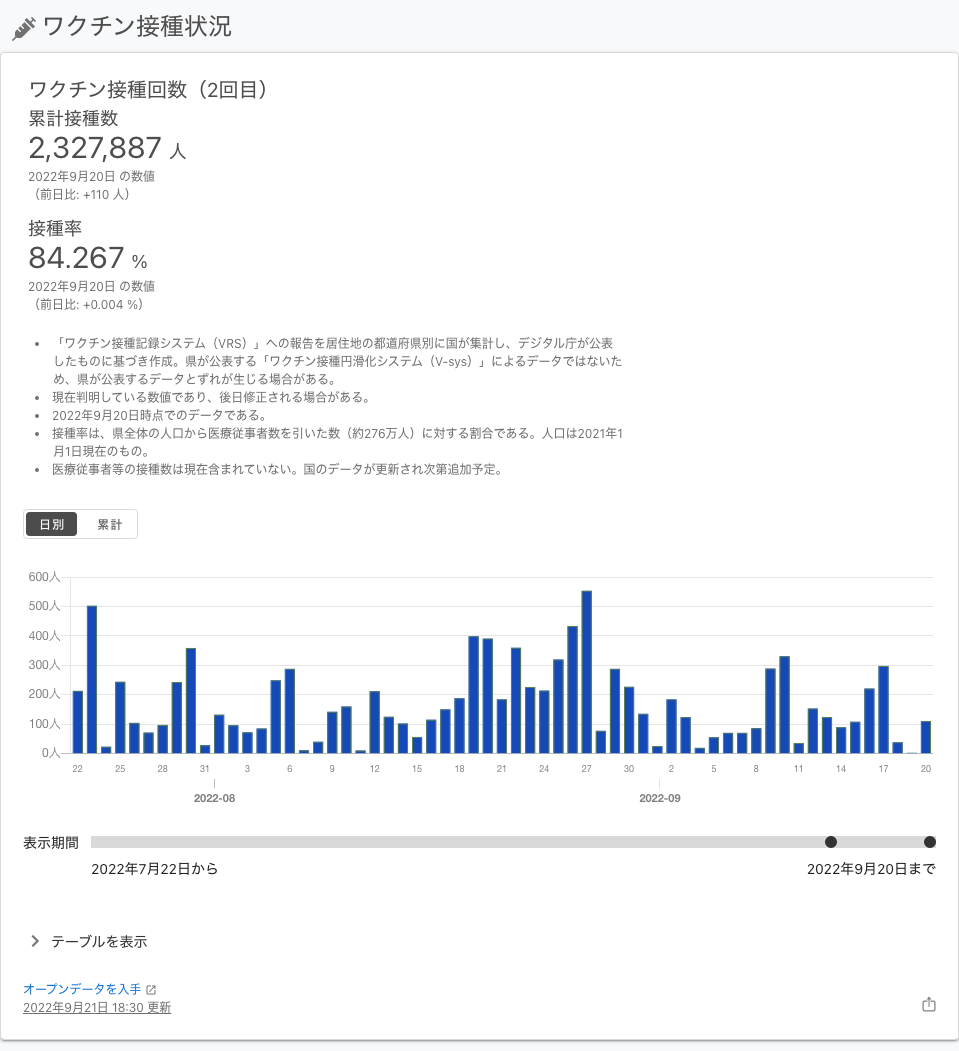 ワクチン接種状況
ワクチン接種回数（2回目）
累計接種数
2,327,887 人
2022年9月20日 の数値
（前日比: +110 人）
接種率
84.267 %
2022年9月20日 の数値
（前日比: +0.004 %）
• 「ワクチン接種記録システム（VRS）」への報告を居住地の都道府県別に国が集計し、デジタル庁が公表
したものに基づき作成。県が公表する「ワクチン接種円滑化システム（V-sys）」によるデータではないた
め、県が公表するデータとずれが生じる場合がある。
• 現在判明している数値であり、後日修正される場合がある。
• 2022年9月20日時点でのデータである。
• 接種率は、県全体の人口から医療従事者数を引いた数（約276万人）に対する割合である。人口は2021年1
月1日現在のもの。
• 医療従事者等の接種数は現在含まれていない。国のデータが更新され次第追加予定。
日別 累計
600人
500人
400人
300人
200人
100人
0人
22 25 28 31 3 6 9 12 15 18 21 24 27 30 2 5 8 11 14 17 20
2022-08 2022-09
表示期間
2022年7月22日から 2022年9月20日まで
テーブルを表示
オープンデータを入手
2022年9月21日 18:30 更新